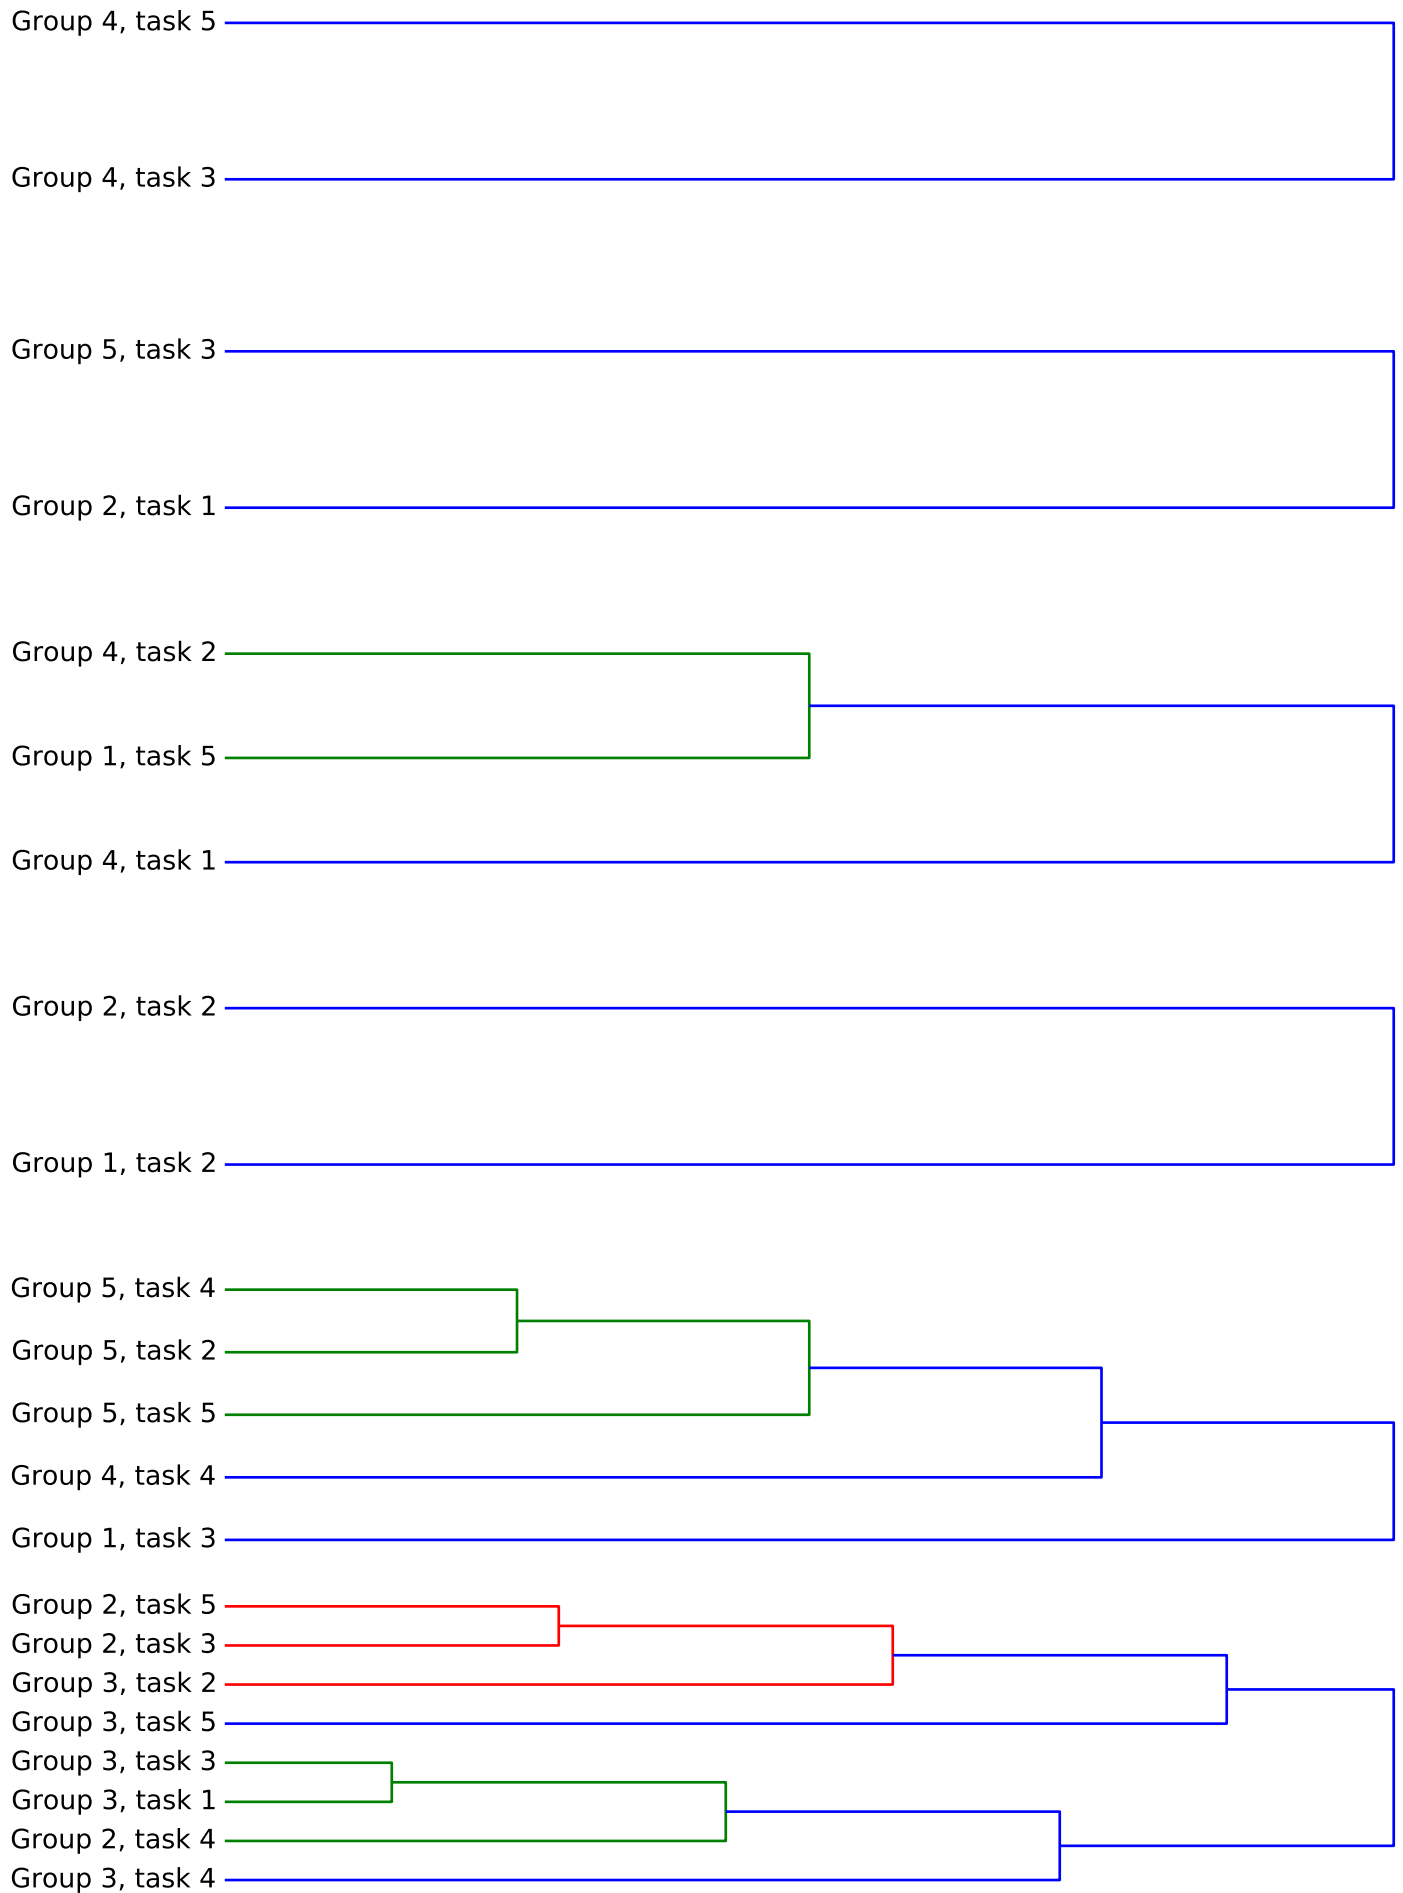 Group 4, task 5
Group 4, task 3
Group 5, task 3
Group 2, task 1
Group 4, task 2
Group 1, task 5
Group 4, task 1
Group 2, task 2
Group 1, task 2
Group 5, task 4
Group 5, task 2
Group 5, task 5
Group 4, task 4
Group 1, task 3
Group 2, task 5
Group 2, task 3
Group 3, task 2
Group 3, task 5
Group 3, task 3
Group 3, task 1
Group 2, task 4
Group 3, task 4